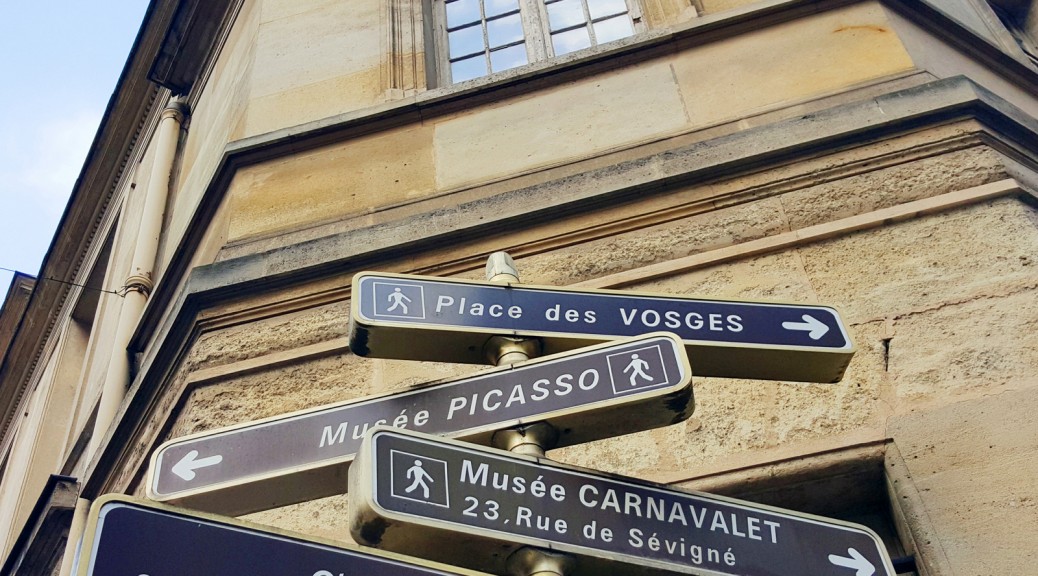 Place des VOSGES
Musée PICASSO
Musée CARNAVALET
23, Rue de Sévigné